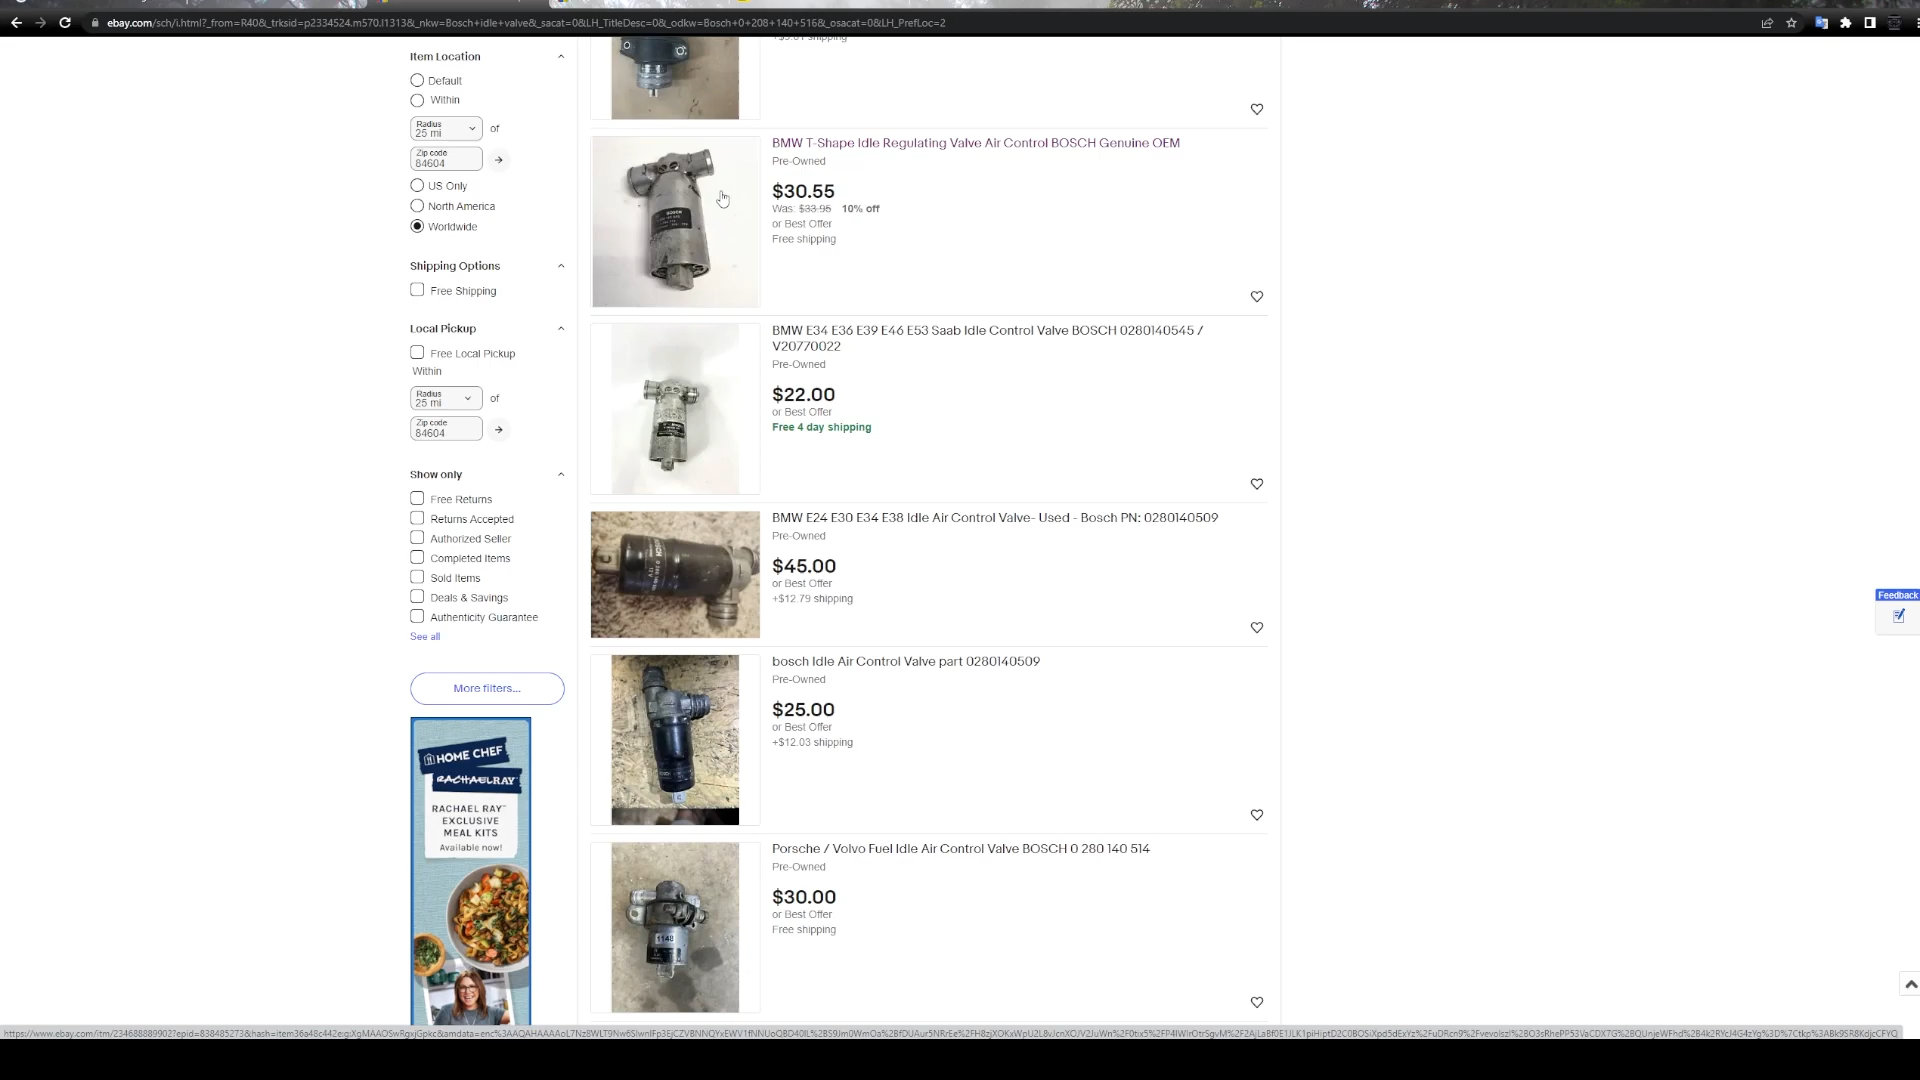 ebay.com/sch/i.html?_from=R40&_trksid=p2334524.m570.l1313&_nkw=Bosch+idle+valve&_sacat=0&LH_TitleDesc=0&_odkw=Bosch+0+208+140+516&_osacat=0&LH_PrefLoc=2
Item Location
Default
Within
Radius
25 mi
of
Zip code
84604
US Only
North America
Worldwide
Shipping Options
Free Shipping
Local Pickup
Free Local Pickup
Within
Radius
25 mi
of
Zip code
84604
Show only
Free Returns
Returns Accepted
Authorized Seller
Completed Items
Sold Items
Deals & Savings
Authenticity Guarantee
See all
More filters...
HOME CHEF
RACHAEL RAY
RACHAEL RAY™
EXCLUSIVE
MEAL KITS
Available now!
shipping
BMW T-Shape Idle Regulating Valve Air Control BOSCH Genuine OEM
Pre-Owned
$30.55
Was: $33.95 10% off
or Best Offer
Free shipping
BMW E34 E36 E39 E46 E53 Saab Idle Control Valve BOSCH 0280140545 /
V20770022
Pre-Owned
$22.00
or Best Offer
Free 4 day shipping
BMW E24 E30 E34 E38 Idle Air Control Valve- Used - Bosch PN: 0280140509
Pre-Owned
$45.00
or Best Offer
+$12.79 shipping
bosch Idle Air Control Valve part 0280140509
Pre-Owned
$25.00
or Best Offer
+$12.03 shipping
Porsche / Volvo Fuel Idle Air Control Valve BOSCH 0 280 140 514
Pre-Owned
$30.00
or Best Offer
Free shipping
BOSCH
1148
Feedback